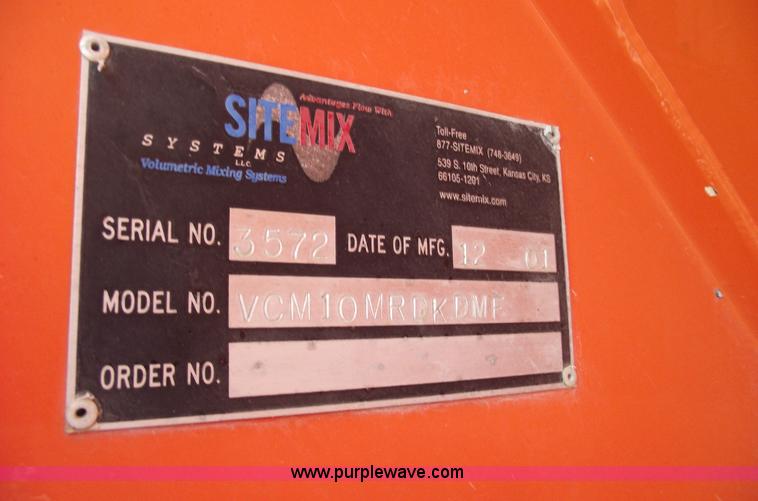 Advantages Flow With
SITEMIX
SYSTEMS
L.L.C.
Volumetric Mixing Systems
Toll-Free
877-SITEMIX (748-3649)
539 S. 10th Street, Kansas City, KS
66105-1201
www.sitemix.com
SERIAL NO. 3572 DATE OF MFG. 12 01
MODEL NO. VCM10MRDKDMF
ORDER NO.
www.purplewave.com